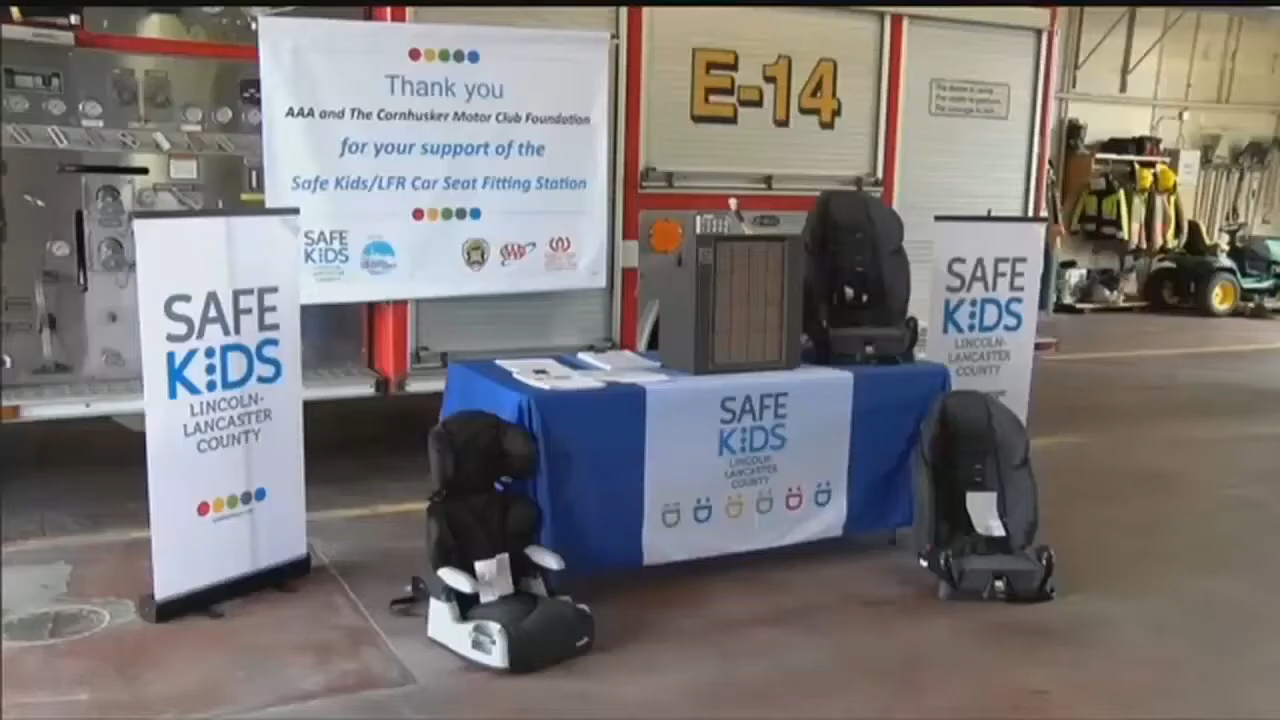 Thank you
AAA and The Cornhusker Motor Club Foundation
for your support of the
Safe Kids/LFR Car Seat Fitting Station
SAFE
KIDS
AAA
E-14
SAFE
KIDS
LINCOLN-
LANCASTER
COUNTY
SAFE
KIDS
LINCOLN-
LANCASTER
COUNTY
SAFE
KIDS
LINCOLN-
LANCASTER
COUNTY